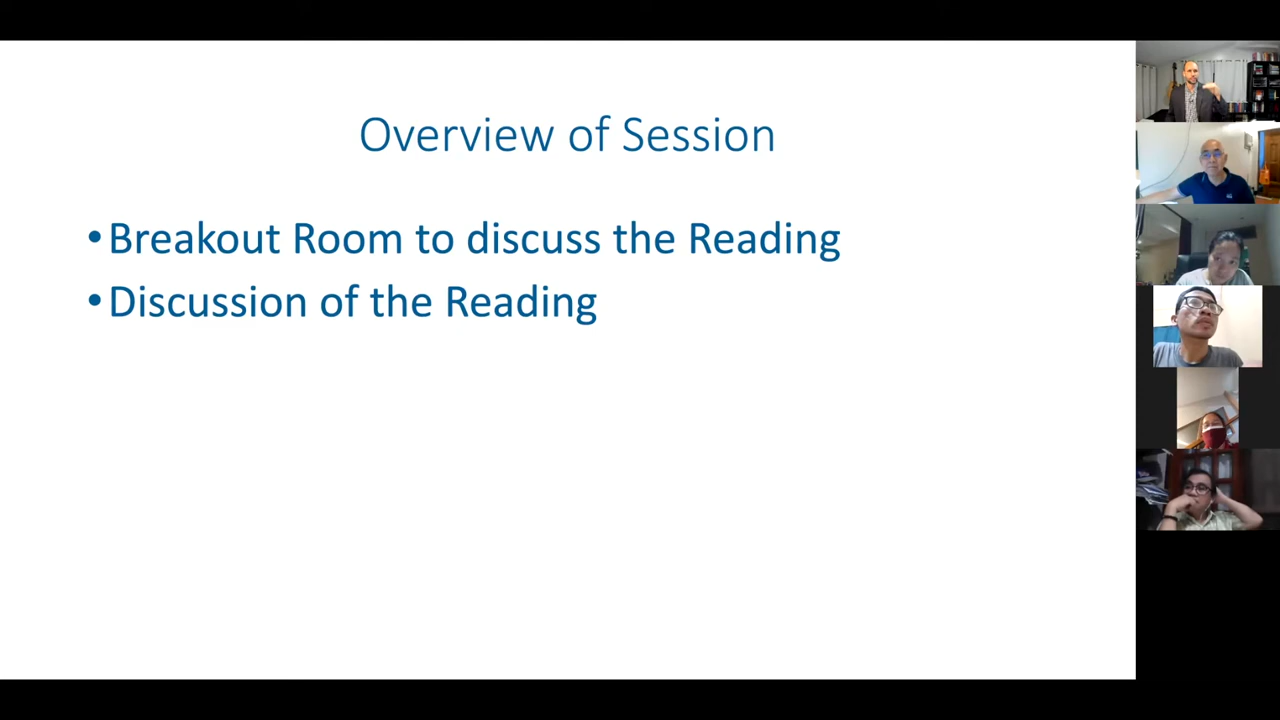 Overview of Session
•Breakout Room to discuss the Reading
•Discussion of the Reading